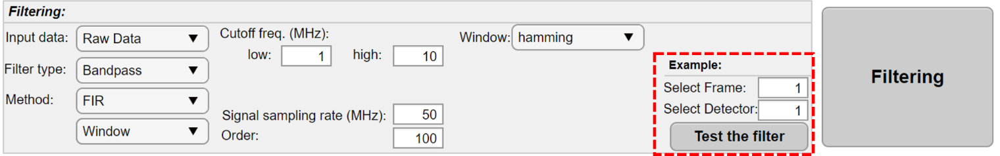 Filtering:
Input data: Raw Data
Cutoff freq. (MHz):
low: 1 high: 10
Window: hamming
Filter type: Bandpass
Method: FIR
Window
Signal sampling rate (MHz): 50
Order: 100
Example:
Select Frame: 1
Select Detector: 1
Test the filter
Filtering